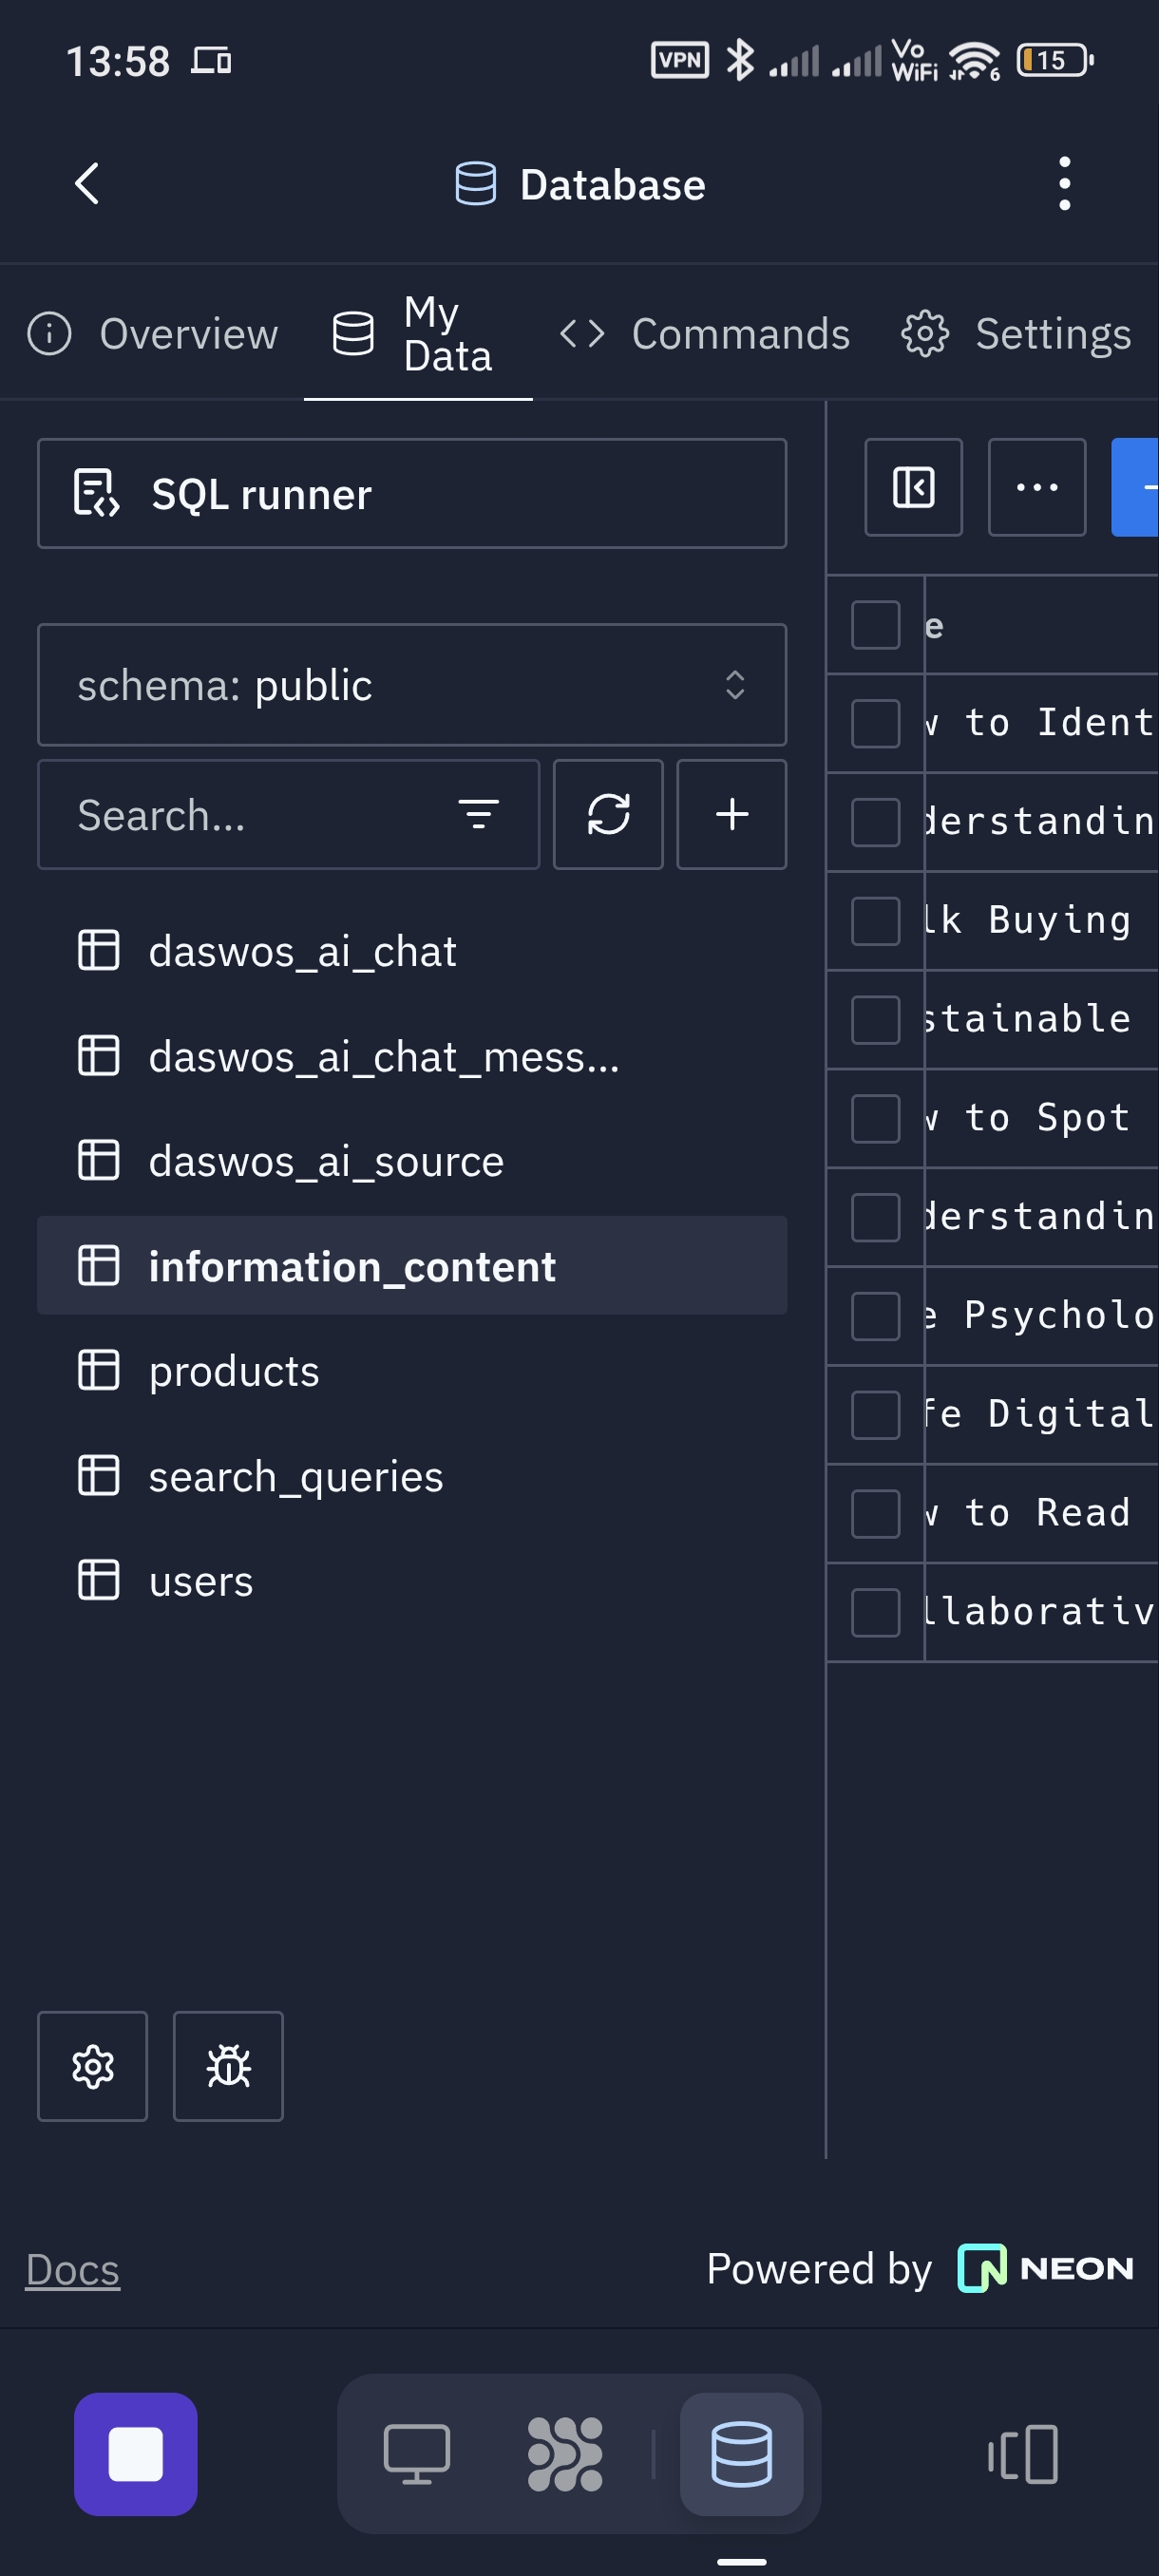 13:58 VPN Vo WiFi 6 15
Database
Overview
My Data
Commands
Settings
SQL runner
schema: public
Search...
daswos_ai_chat
daswos_ai_chat_mess...
daswos_ai_source
information_content
products
search_queries
users
e
w to Ident
derstandin
lk Buying
stainable
w to Spot
derstandin
e Psycholo
fe Digital
w to Read
llaborativ
Docs
Powered by NEON